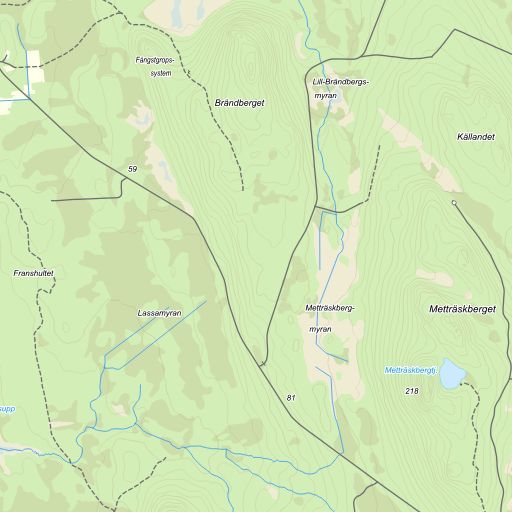 Fångstgrops-
system
Lill-Brändbergs-
myran
Brändberget
Källandet
59
Franshultet
Lassamyran
Metträskberg-
myran
Metträskberget
Metträskbergtj.
218
81
supp